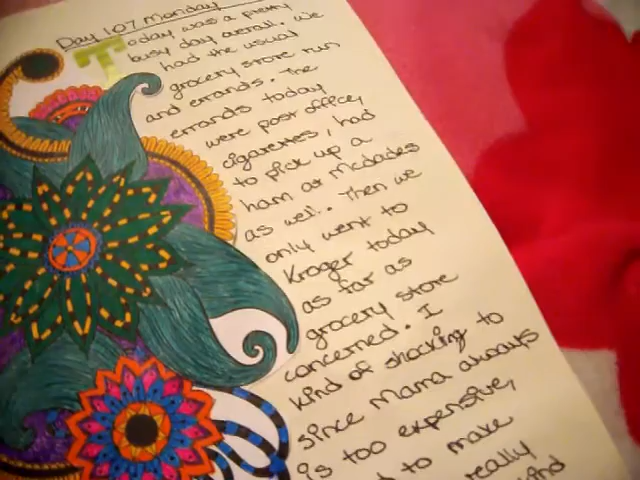 Day 107 Monday
Today was a pretty
busy day overall. We
had the usual
grocery store run
and errands. The
errands today
were post office,
cigarettes, had
to pick up a
ham at McDades
as well. Then we
only went to
Kroger today
as far as
grocery store
concerned. I
kind of shocking to
since Mama always
is too expensive,
to make
really